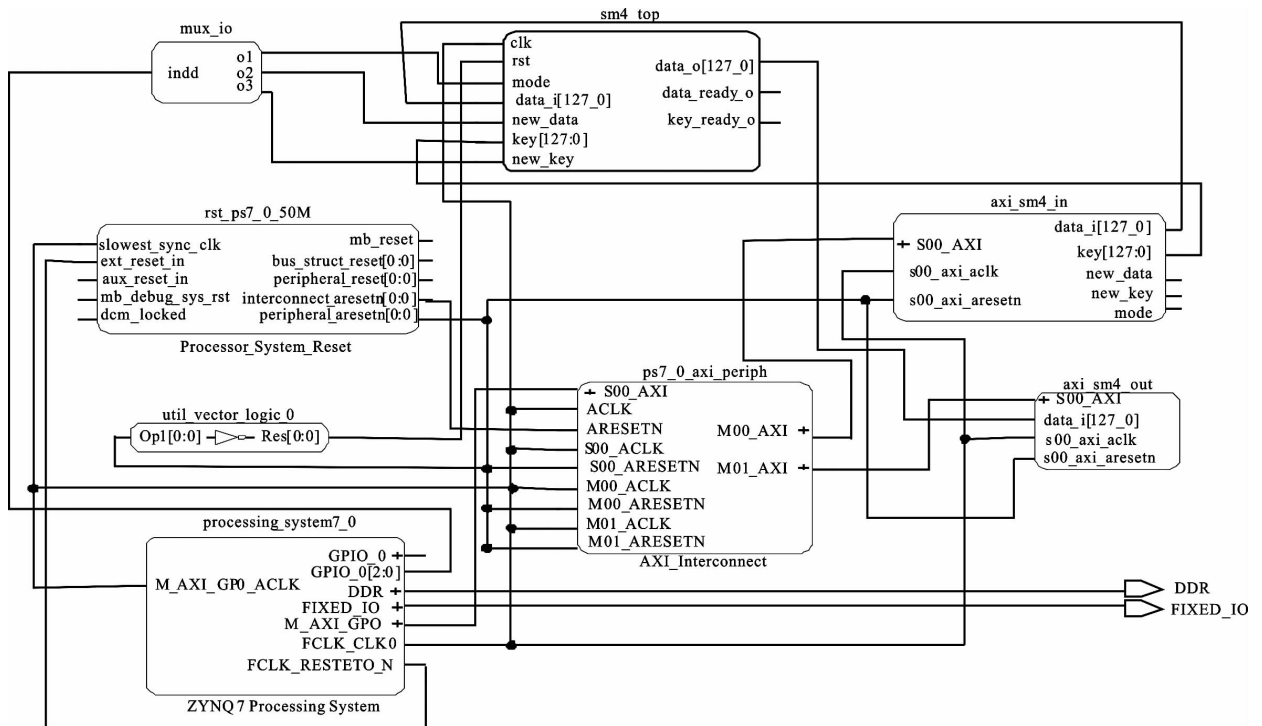 sm4_top
mux_io
indd
o1
o2
o3
clk
rst
mode
data_i[127_0]
new_data
key[127:0]
new_key
data_o[127_0]
data_ready_o
key_ready_o
rst_ps7_0_50M
slowest_sync_clk
ext_reset_in
aux_reset_in
mb_debug_sys_rst
dcm_locked
mb_reset
bus_struct_reset[0:0]
peripheral_reset[0:0]
interconnect_aresetn[0:0]
peripheral_aresetn[0:0]
Processor_System_Reset
axi_sm4_in
S00_AXI
s00_axi_aclk
s00_axi_aresetn
data_i[127_0]
key[127:0]
new_data
new_key
mode
util_vector_logic_0
Op1[0:0]
Res[0:0]
ps7_0_axi_periph
S00_AXI
ACLK
ARESETN
S00_ACLK
S00_ARESETN
M00_ACLK
M00_ARESETN
M01_ACLK
M01_ARESETN
M00_AXI
M01_AXI
AXI_Interconnect
axi_sm4_out
S00_AXI
data_i[127_0]
s00_axi_aclk
s00_axi_aresetn
processing_system7_0
M_AXI_GP0_ACLK
GPIO_0
GPIO_0[2:0]
DDR
FIXED_IO
M_AXI_GPO
FCLK_CLK0
FCLK_RESTETO_N
ZYNQ 7 Processing System
DDR
FIXED_IO